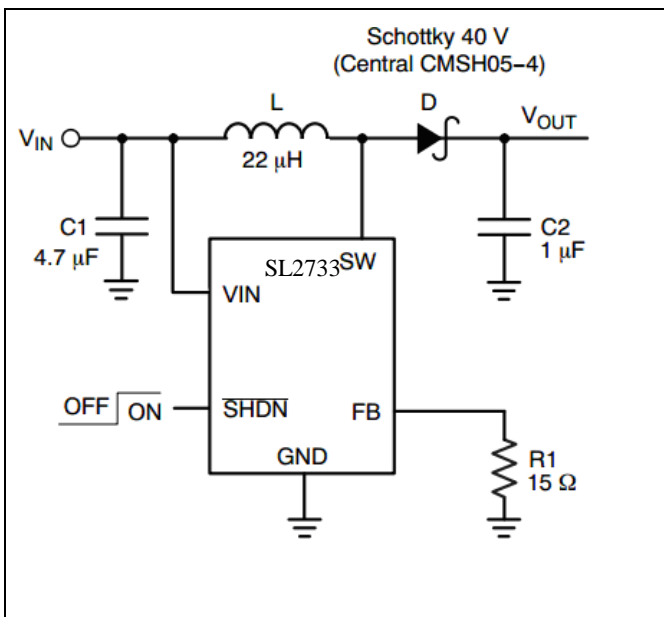 Schottky 40 V
(Central CMSH05−4)
L
D
VIN
VOUT
22 μH
C1
4.7 μF
C2
1 μF
SL2733
SW
VIN
OFF
ON
SHDN
FB
GND
R1
15 Ω